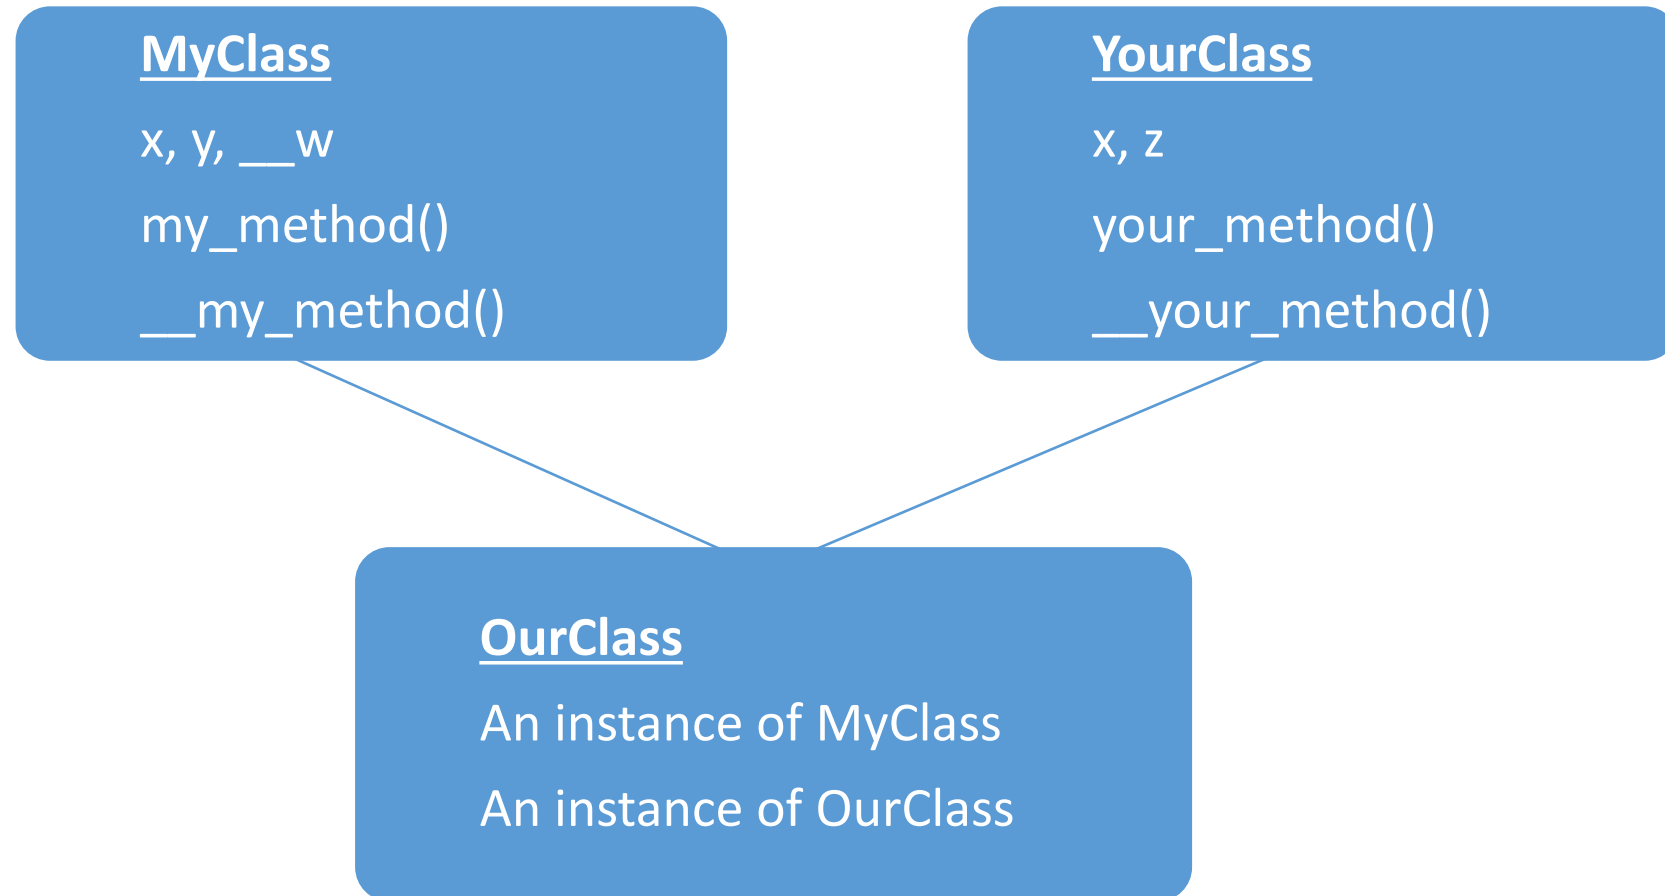 MyClass
x, y, __w
my_method()
__my_method()
YourClass
x, z
your_method()
__your_method()
OurClass
An instance of MyClass
An instance of OurClass